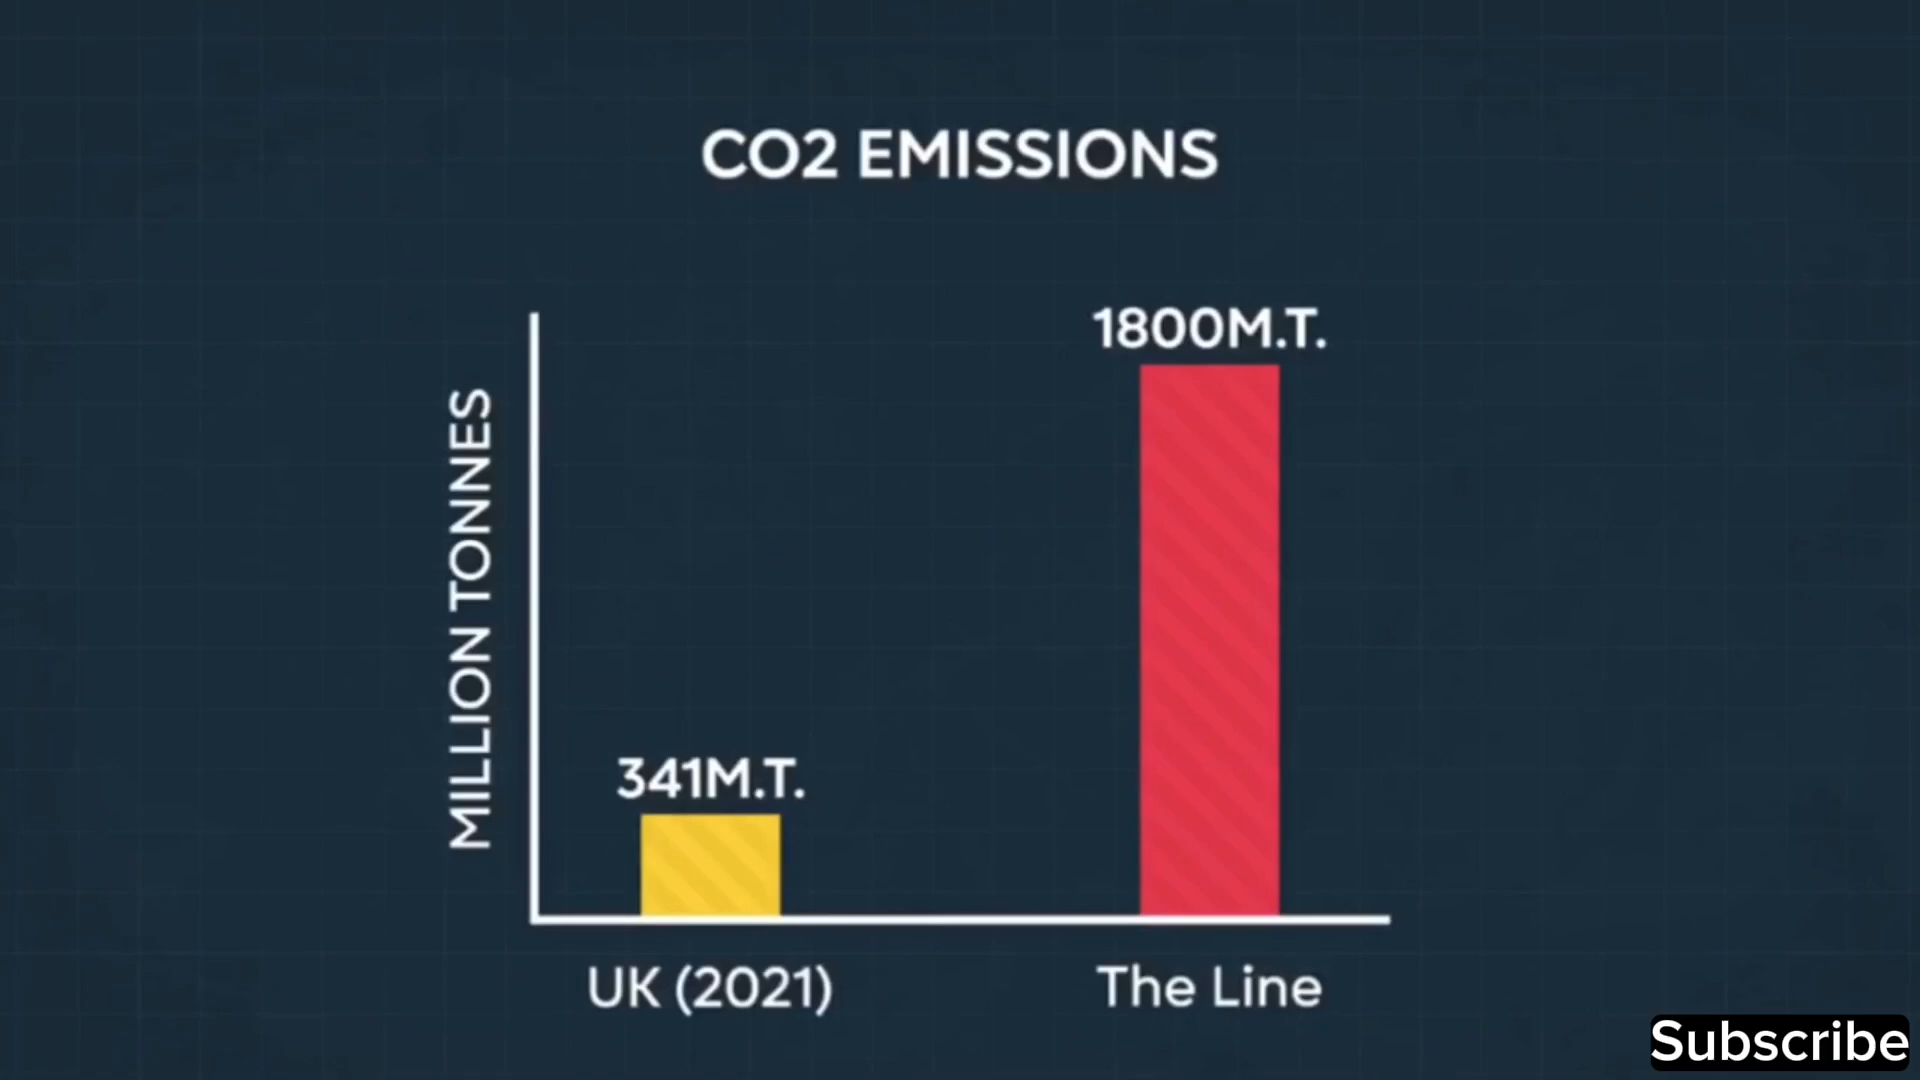 CO2 EMISSIONS
1800M.T.
MILLION TONNES
341M.T.
UK (2021)
The Line
Subscribe